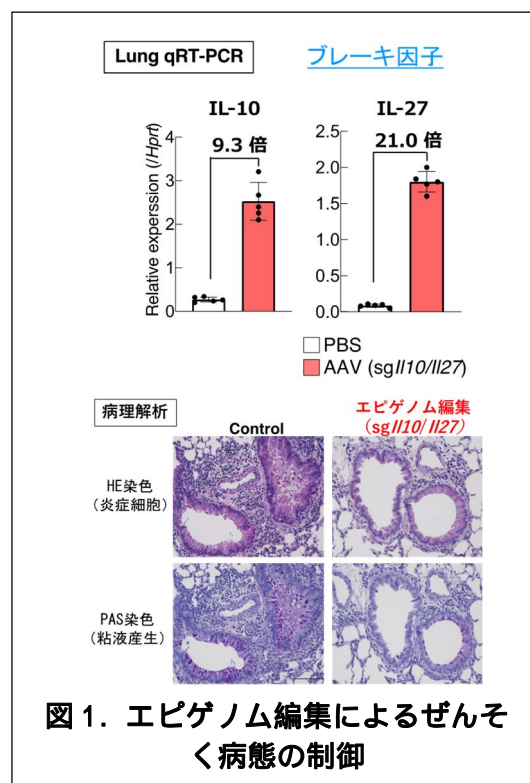 Lung qRT-PCR
ブレーキ因子
IL-10
IL-27
Relative experssion (/Hprt)
4
3
2
1
0
9.3 倍
2.5
2.0
1.5
1.0
0.5
0.0
21.0 倍
PBS
AAV (sgIl10/Il27)
病理解析
Control
エピゲノム編集
(sgIl10/Il27)
HE染色
(炎症細胞)
PAS染色
(粘液産生)
図 1. エピゲノム編集によるぜんそ
く病態の制御